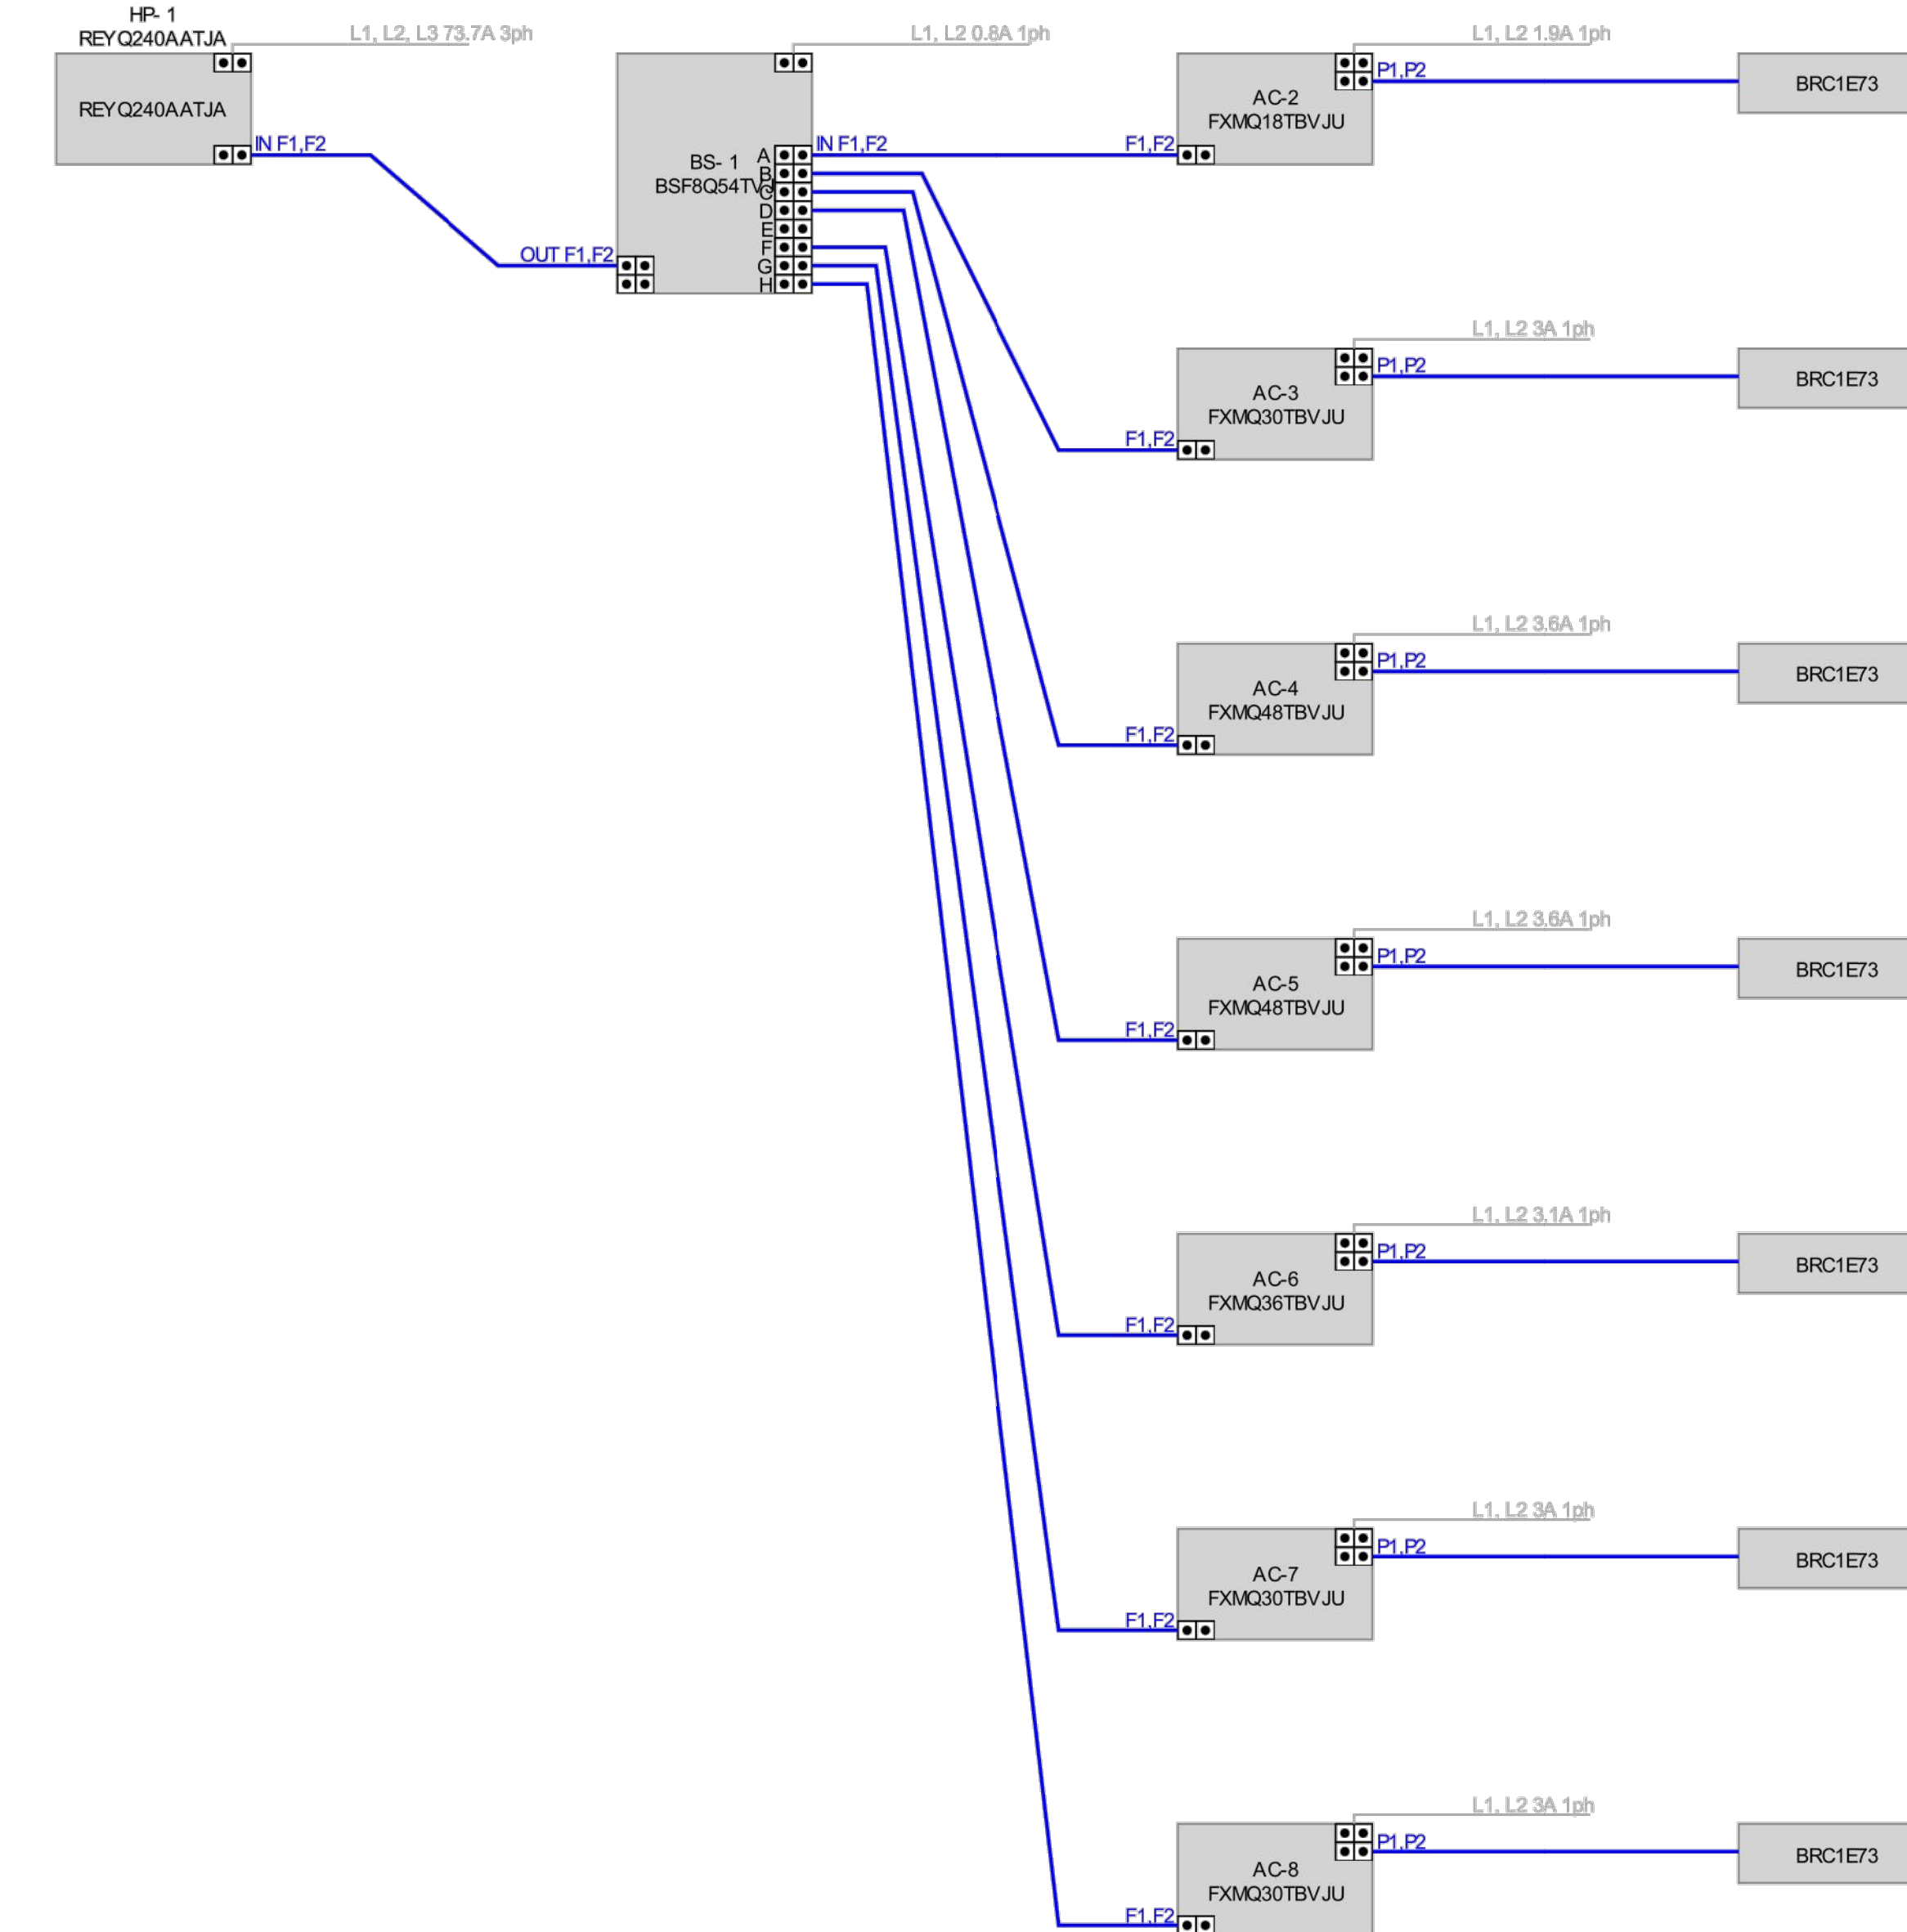 HP- 1
REYQ240AATJA
L1, L2, L3 73.7A 3ph
REYQ240AATJA
IN F1,F2
L1, L2 0.8A 1ph
BS- 1
BSF8Q54TVJ
OUT F1,F2
A
B
C
D
E
F
G
H
IN F1,F2
L1, L2 1.9A 1ph
AC-2
FXMQ18TBVJU
P1,P2
F1,F2
BRC1E73
L1, L2 3A 1ph
AC-3
FXMQ30TBVJU
P1,P2
F1,F2
BRC1E73
L1, L2 3.6A 1ph
AC-4
FXMQ48TBVJU
P1,P2
F1,F2
BRC1E73
L1, L2 3.6A 1ph
AC-5
FXMQ48TBVJU
P1,P2
F1,F2
BRC1E73
L1, L2 3.1A 1ph
AC-6
FXMQ36TBVJU
P1,P2
F1,F2
BRC1E73
L1, L2 3A 1ph
AC-7
FXMQ30TBVJU
P1,P2
F1,F2
BRC1E73
L1, L2 3A 1ph
AC-8
FXMQ30TBVJU
P1,P2
F1,F2
BRC1E73